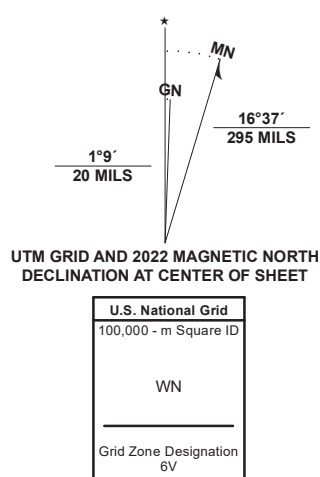 ★
MN
GN
16°37´
295 MILS
1°9´
20 MILS
UTM GRID AND 2022 MAGNETIC NORTH
DECLINATION AT CENTER OF SHEET
U.S. National Grid
100,000 - m Square ID
WN
Grid Zone Designation
6V